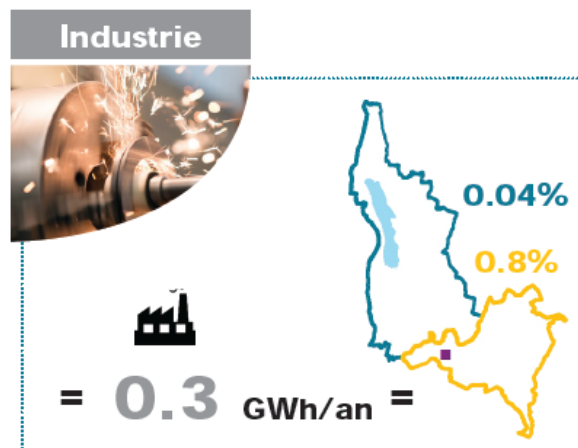 Industrie
0.04%
0.8%
= 0.3 GWh/an =